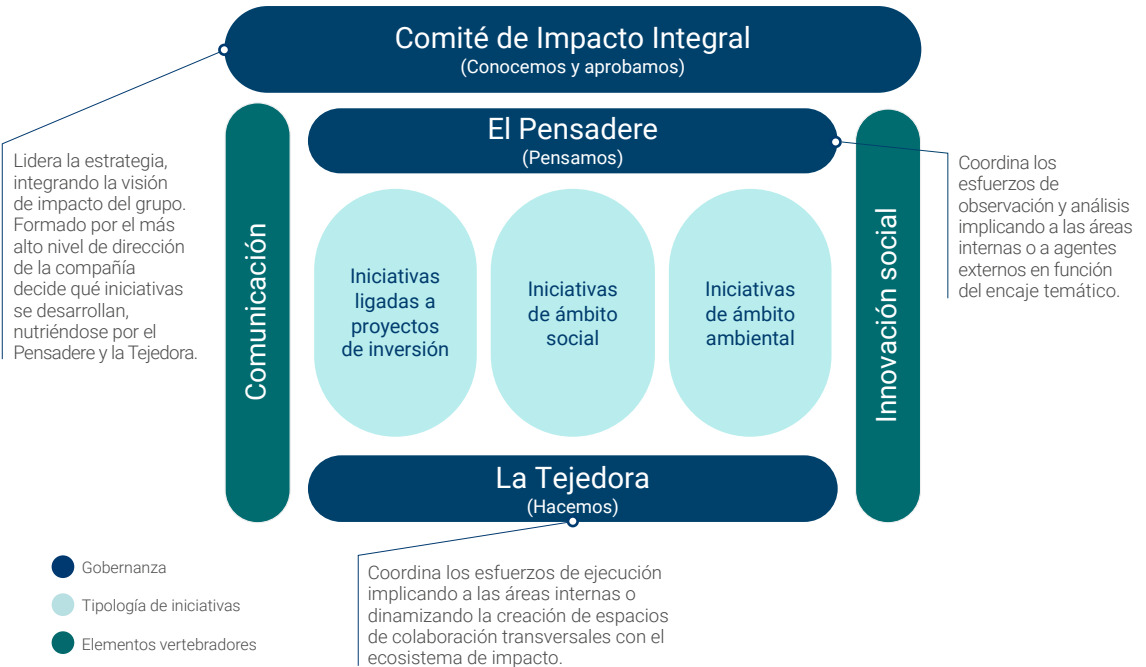 Comité de Impacto Integral
(Conocemos y aprobamos)
El Pensadere
(Pensamos)
Lidera la estrategia,
integrando la visión
de impacto del grupo.
Formado por el más
alto nivel de dirección
de la compañía
decide qué iniciativas
se desarrollan,
nutriéndose por el
Pensadere y la Tejedora.
Comunicación
Iniciativas
ligadas a
proyectos
de inversión
Iniciativas
de ámbito
social
Iniciativas
de ámbito
ambiental
Innovación social
Coordina los
esfuerzos de
observación y análisis
implicando a las áreas
internas o a agentes
externos en función
del encaje temático.
La Tejedora
(Hacemos)
Coordina los esfuerzos de ejecución
implicando a las áreas internas o
dinamizando la creación de espacios
de colaboración transversales con el
ecosistema de impacto.
Gobernanza
Tipología de iniciativas
Elementos vertebradores